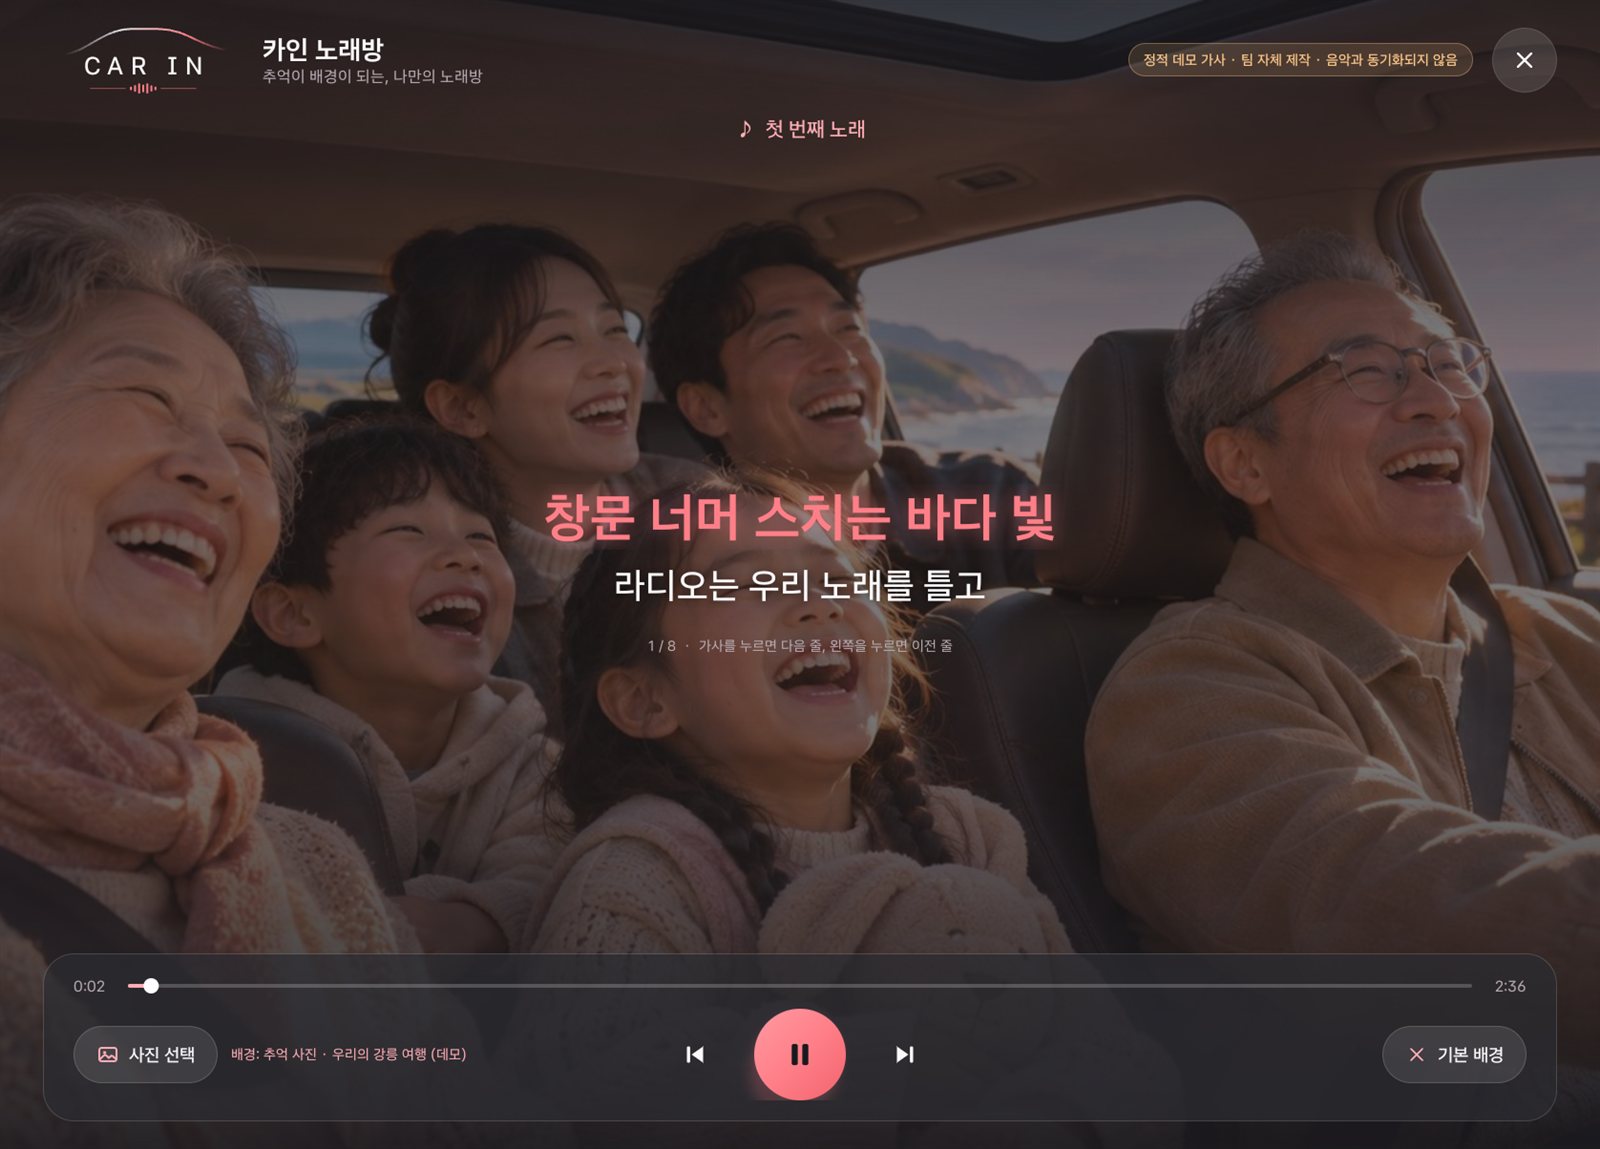 CAR IN
카인 노래방
추억이 배경이 되는, 나만의 노래방
정적 데모 가사 · 팀 자체 제작 · 음악과 동기화되지 않음
♪ 첫 번째 노래
창문 너머 스치는 바다 빛
라디오는 우리 노래를 틀고
1 / 8 · 가사를 누르면 다음 줄, 왼쪽을 누르면 이전 줄
0:02
2:36
사진 선택
배경: 추억 사진 · 우리의 강릉 여행 (데모)
기본 배경